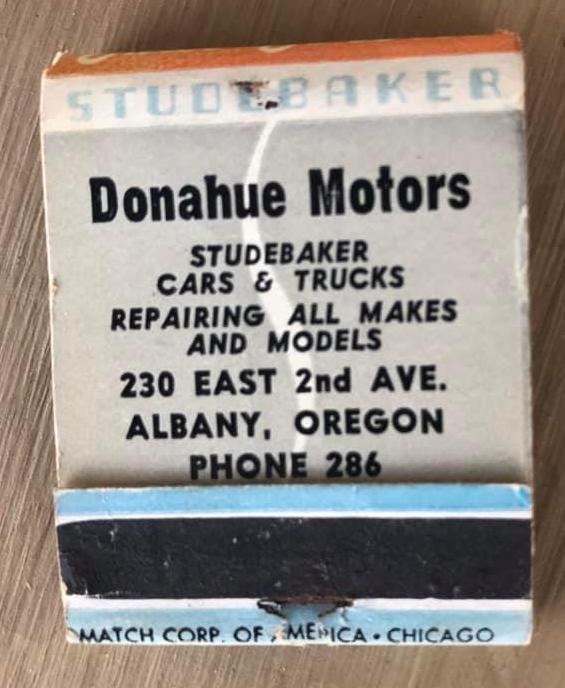 STUDEBAKER
Donahue Motors
STUDEBAKER
CARS & TRUCKS
REPAIRING ALL MAKES
AND MODELS
230 EAST 2nd AVE.
ALBANY, OREGON
PHONE 286
MATCH CORP. OF AMERICA • CHICAGO